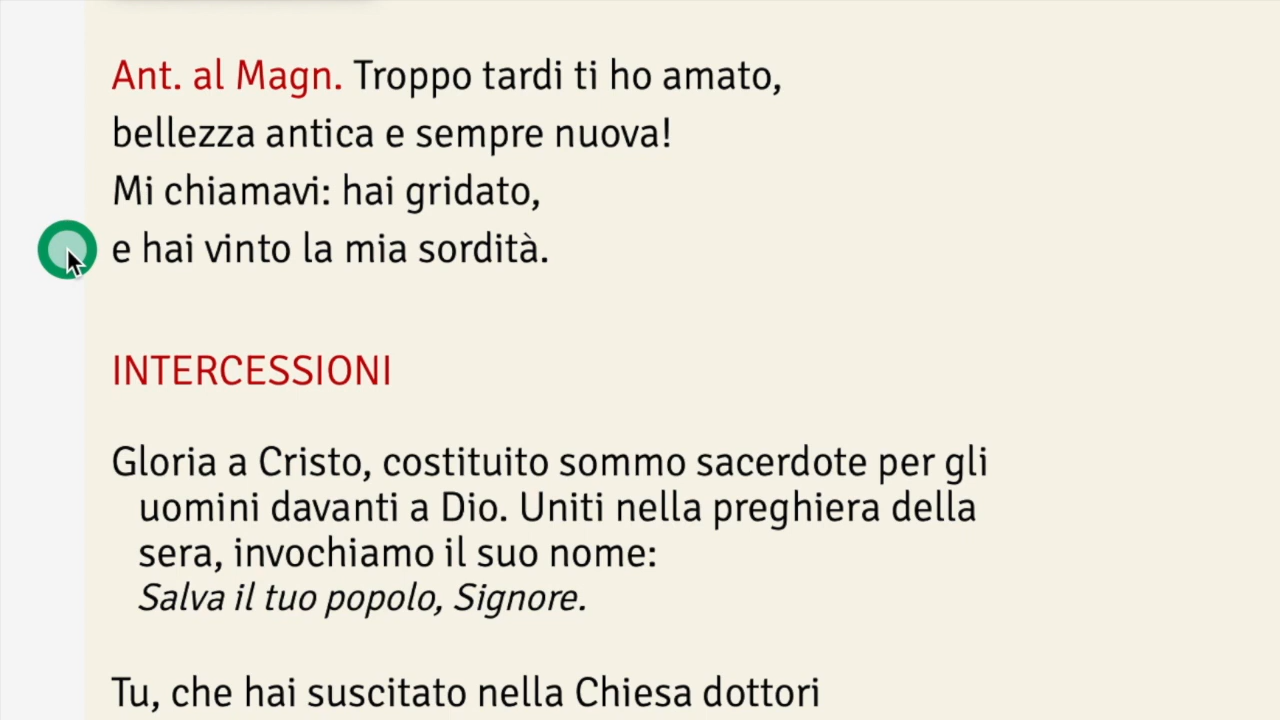 Ant. al Magn. Troppo tardi ti ho amato,
bellezza antica e sempre nuova!
Mi chiamavi: hai gridato,
e hai vinto la mia sordità.
INTERCESSIONI
Gloria a Cristo, costituito sommo sacerdote per gli
uomini davanti a Dio. Uniti nella preghiera della
sera, invochiamo il suo nome:
Salva il tuo popolo, Signore.
Tu, che hai suscitato nella Chiesa dottori